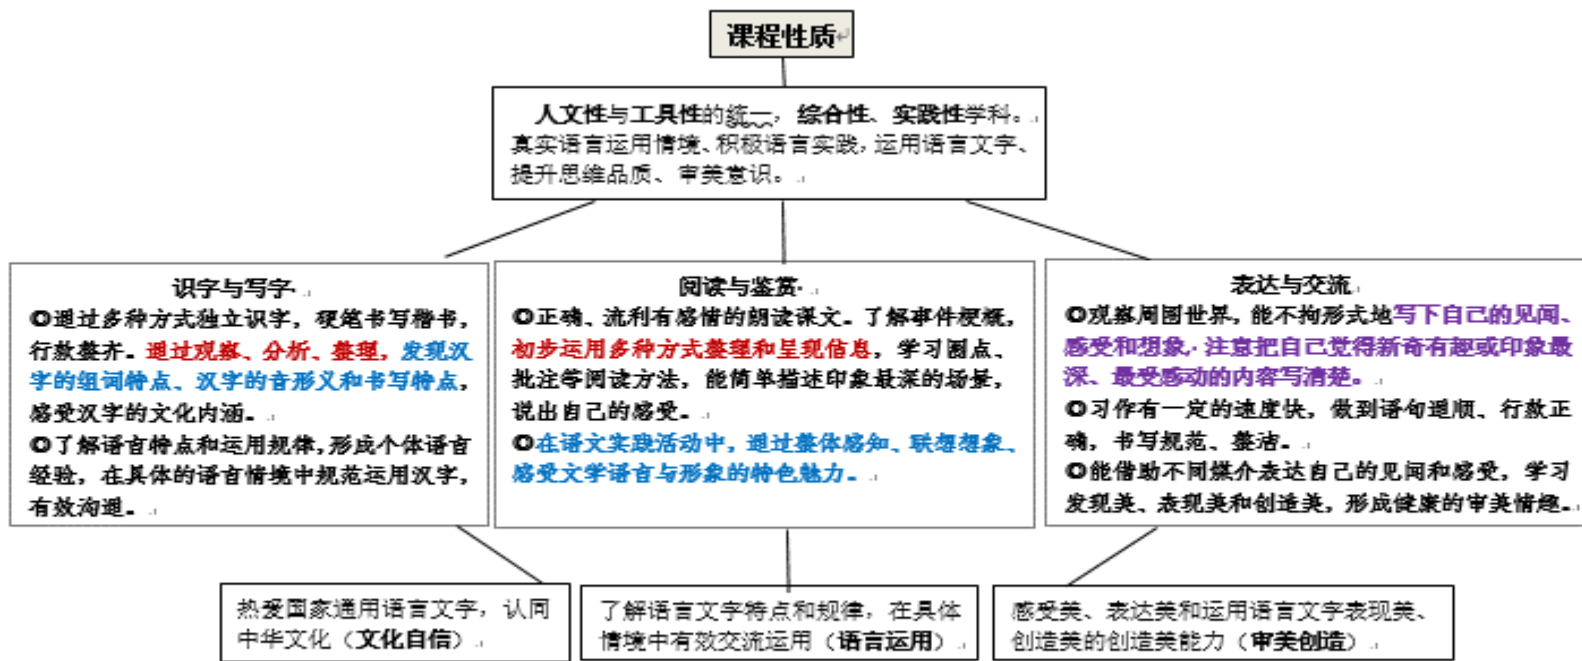 课程性质
人文性与工具性的统一，综合性、实践性学科。
真实语言运用情境、积极语言实践，运用语言文字、
提升思维品质、审美意识。
识字与写字
◎通过多种方式独立识字，硬笔书写楷书，
行款整齐。通过观察、分析、整理，发现汉
字的组词特点、汉字的音形义和书写特点，
感受汉字的文化内涵。
◎了解语言特点和运用规律，形成个体语言
经验，在具体的语言情境中规范运用汉字，
有效沟通。
阅读与鉴赏
◎正确、流利有感情的朗读课文。了解事件梗概，
初步运用多种方式整理和呈现信息，学习圈点、
批注等阅读方法，能简单描述印象最深的场景，
说出自己的感受。
◎在语文实践活动中，通过整体感知、联想想象、
感受文学语言与形象的特色魅力。
表达与交流
◎观察周围世界，能不拘形式地写下自己的见闻、
感受和想象，注意把自己觉得新奇有趣或印象最
深、最受感动的内容写清楚。
◎习作有一定的速度快，做到语句通顺、行款正
确，书写规范、整洁。
◎能借助不同媒介表达自己的见闻和感受，学习
发现美、表现美和创造美，形成健康的审美情趣。
热爱国家通用语言文字，认同
中华文化（文化自信）
了解语言文字特点和规律，在具体
情境中有效交流运用（语言运用）
感受美、表达美和运用语言文字表现美、
创造美的创造美能力（审美创造）